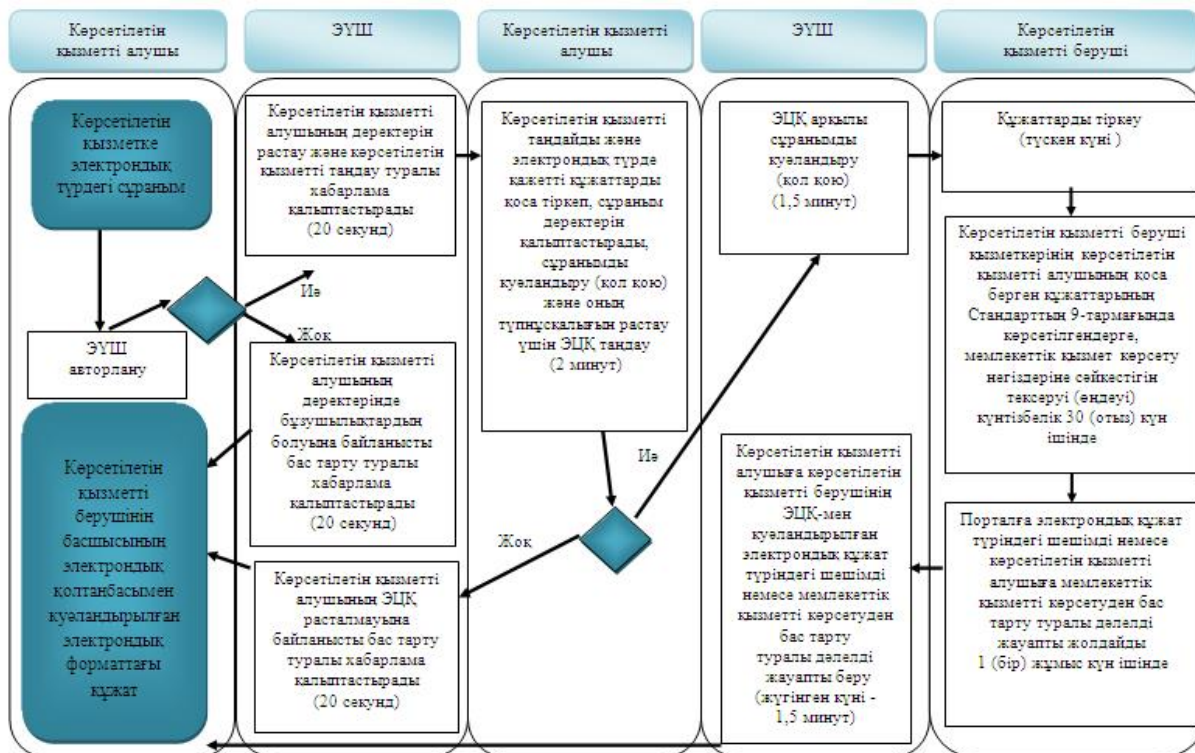 Көрсетілетін
қызметті алушы
ЭҮШ
Көрсетілетін қызметті
алушы
ЭҮШ
Көрсетілетін
қызметті беруші
Көрсетілетін
қызметке
электрондық
түрдегі сұраным
ЭҮШ
авторлану
Көрсетілетін
қызметті
берушінің
басшысының
электрондық
қолтанбасымен
куәландырылған
электрондық
форматтағы
құжат
Көрсетілетін қызметті
алушының деректерін
растау және көрсетілетін
қызметті таңдау туралы
хабарлама
қалыптастырады
(20 секунд)
Иә
Жоқ
Көрсетілетін қызметті
алушының
деректерінде
бұзушылықтардың
болуына байланысты
бас тарту туралы
хабарлама
қалыптастырады
(20 секунд)
Көрсетілетін қызметті
алушының ЭЦҚ
расталмауына
байланысты бас тарту
туралы хабарлама
қалыптастырады
(20 секунд)
Көрсетілетін қызметті
таңдайды және
электрондық түрде
қажетті құжаттарды
қоса тіркеп, сұраным
деректерін
қалыптастырады,
сұранымды
куәландыру (қол қою)
және оның
түпнұсқалығын растау
үшін ЭЦҚ таңдау
(2 минут)
Иә
Жоқ
ЭЦҚ арқылы
сұранымды
куәландыру
(қол қою)
(1,5 минут)
Көрсетілетін қызметті
алушыға көрсетілетін
қызметті берушінің
ЭЦҚ-мен
куәландырылған
электрондық құжат
түріндегі шешімді
немесе мемлекеттік
қызметті көрсетуден
бас тарту
туралы дәлелді
жауапты беру
(жүгінген күні -
1,5 минут)
Құжаттарды тіркеу
(түскен күні )
Көрсетілетін қызметті беруші
қызметкерінің көрсетілетін
қызметті алушының қоса
берген құжаттарының
Стандарттың 9-тармағында
көрсетілгендерге,
мемлекеттік қызмет көрсету
негіздеріне сәйкестігін
тексеруі (өңдеуі)
күнтізбелік 30 (отыз) күн
ішінде
Порталға электрондық құжат
түріндегі шешімді немесе
көрсетілетін қызметті
алушыға мемлекеттік
қызметті көрсетуден бас
тарту туралы дәлелді
жауапты жолдайды
1 (бір) жұмыс күн ішінде